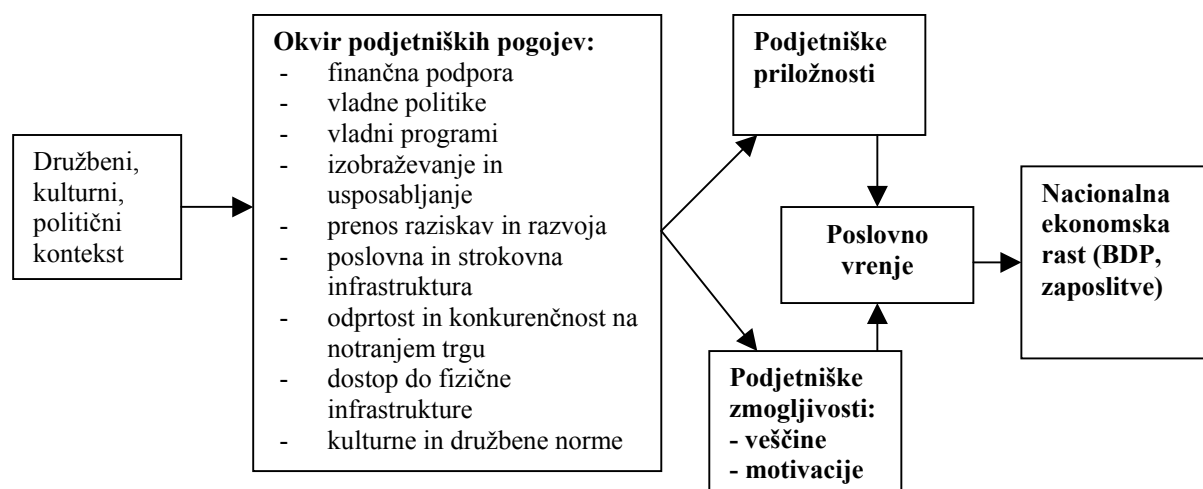 Družbeni,
kulturni,
politični
kontekst
Okvir podjetniških pogojev:
- finančna podpora
- vladne politike
- vladni programi
- izobraževanje in
usposabljanje
- prenos raziskav in razvoja
- poslovna in strokovna
infrastruktura
- odprtost in konkurenčnost na
notranjem trgu
- dostop do fizične
infrastrukture
- kulturne in družbene norme
Podjetniške
priložnosti
Podjetniške
zmogljivosti:
- veščine
- motivacije
Poslovno
vrenje
Nacionalna
ekonomska
rast (BDP,
zaposlitve)